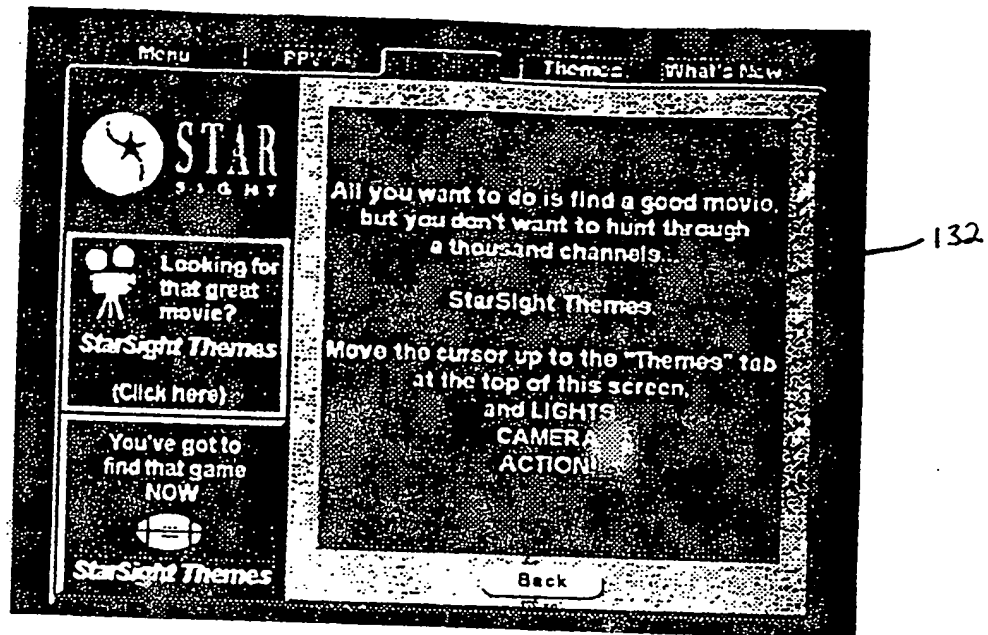 Menu PPV Themes What's New
STAR
SIGHT
Looking for
that great
movie?
StarSight Themes
(Click here)
You've got to
find that game
NOW
StarSight Themes
All you want to do is find a good movie,
but you don't want to hunt through
a thousand channels...
StarSight Themes
Move the cursor up to the "Themes" tab
at the top of this screen,
and LIGHTS
CAMERA
ACTION!
Back
132